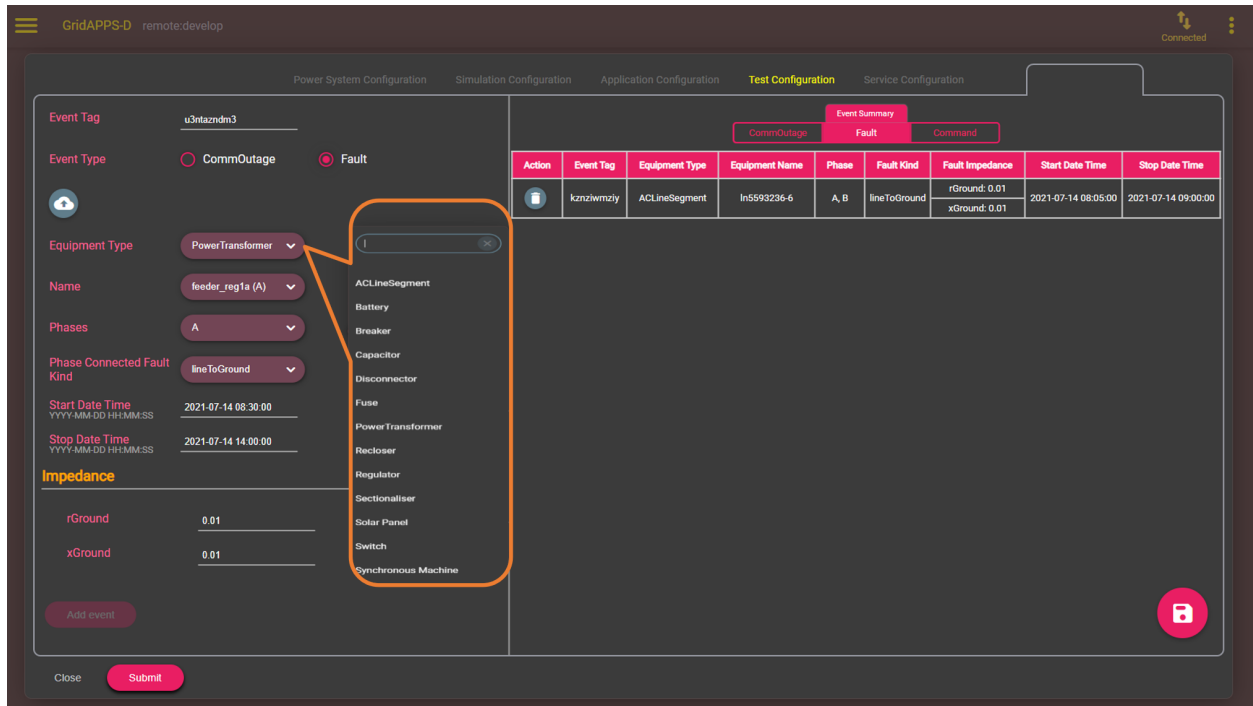 GridAPPS-D remote:develop
Connected
Power System Configuration Simulation Configuration Application Configuration Test Configuration Service Configuration
Event Tag u3ntazndm3
Event Type CommOutage Fault
Equipment Type PowerTransformer
Name feeder_reg1a (A)
Phases A
Phase Connected Fault
Kind
lineToGround
Start Date Time
YYYY-MM-DD HH:MM:SS
2021-07-14 08:30:00
Stop Date Time
YYYY-MM-DD HH:MM:SS
2021-07-14 14:00:00
Impedance
rGround 0.01
xGround 0.01
Add event
ACLineSegment
Battery
Breaker
Capacitor
Disconnector
Fuse
PowerTransformer
Recloser
Regulator
Sectionaliser
Solar Panel
Switch
Synchronous Machine
Event Summary
CommOutage Fault Command
Action Event Tag Equipment Type Equipment Name Phase Fault Kind Fault Impedance Start Date Time Stop Date Time
kznziwmziy ACLineSegment ln5593236-6 A, B lineToGround rGround: 0.01 2021-07-14 08:05:00 2021-07-14 09:00:00
xGround: 0.01
Close Submit